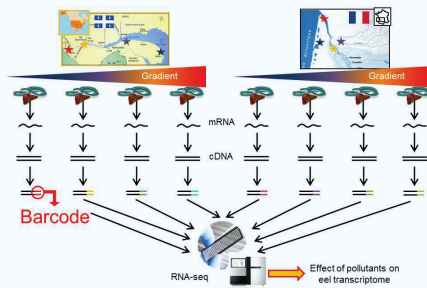 Gradient
Gradient
mRNA
cDNA
Barcode
RNA-seq
Effect of pollutants on
eel transcriptome